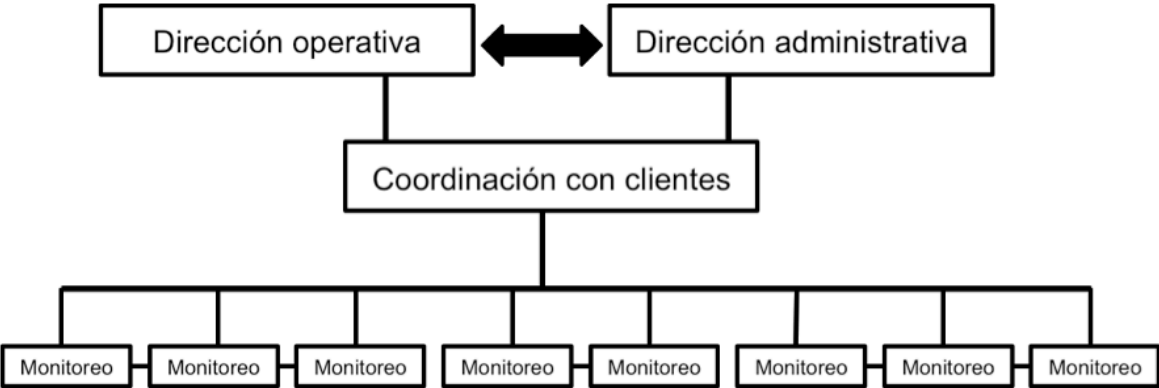 Dirección operativa
Dirección administrativa
Coordinación con clientes
Monitoreo
Monitoreo
Monitoreo
Monitoreo
Monitoreo
Monitoreo
Monitoreo
Monitoreo